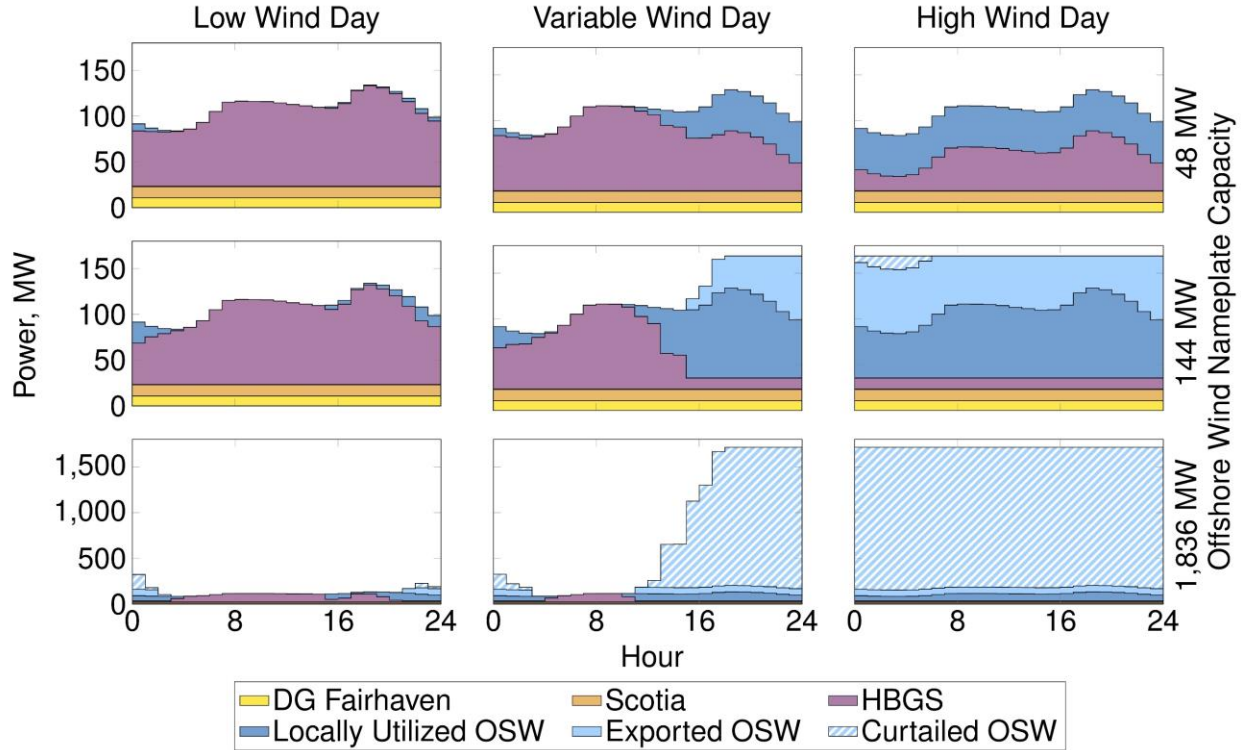 Low Wind Day Variable Wind Day High Wind Day
150
100
50
0
48 MW
150
100
50
0
144 MW
1,500
1,000
500
0
1,836 MW
0 8 16 24 0 8 16 24 0 8 16 24
Power, MW
Offshore Wind Nameplate Capacity
Hour
DG Fairhaven Scotia HBGS
Locally Utilized OSW Exported OSW Curtailed OSW